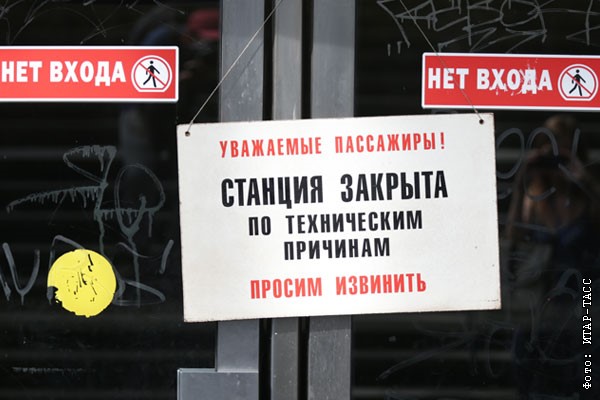 НЕТ ВХОДА
НЕТ ВХОДА
УВАЖАЕМЫЕ ПАССАЖИРЫ!
СТАНЦИЯ ЗАКРЫТА
ПО ТЕХНИЧЕСКИМ
ПРИЧИНАМ
ПРОСИМ ИЗВИНИТЬ
Фото: ИТАР-ТАСС